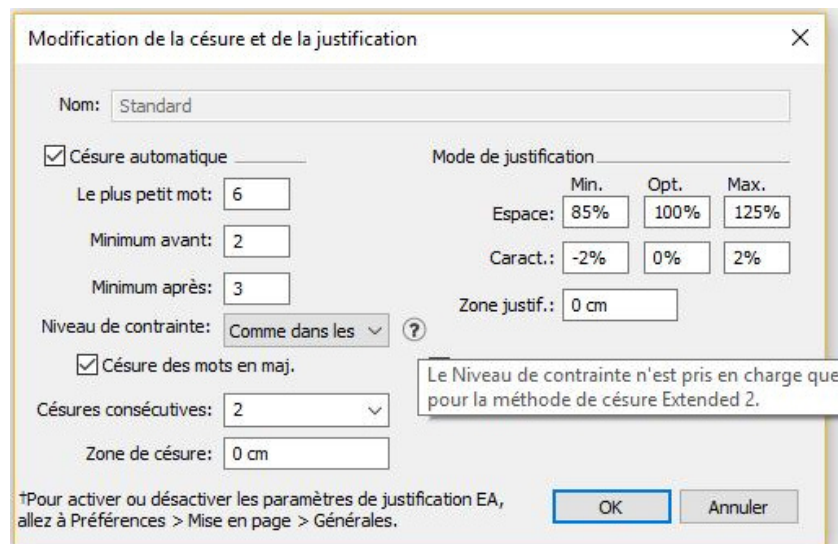 Modification de la césure et de la justification
Nom: Standard
Césure automatique
Le plus petit mot: 6
Minimum avant: 2
Minimum après: 3
Niveau de contrainte: Comme dans les ?
Césure des mots en maj.
Césures consécutives: 2
Zone de césure: 0 cm
Mode de justification
Min. Opt. Max.
Espace: 85% 100% 125%
Caract.: -2% 0% 2%
Zone justif.: 0 cm
Le Niveau de contrainte n'est pris en charge que
pour la méthode de césure Extended 2.
†Pour activer ou désactiver les paramètres de justification EA,
allez à Préférences > Mise en page > Générales.
OK Annuler